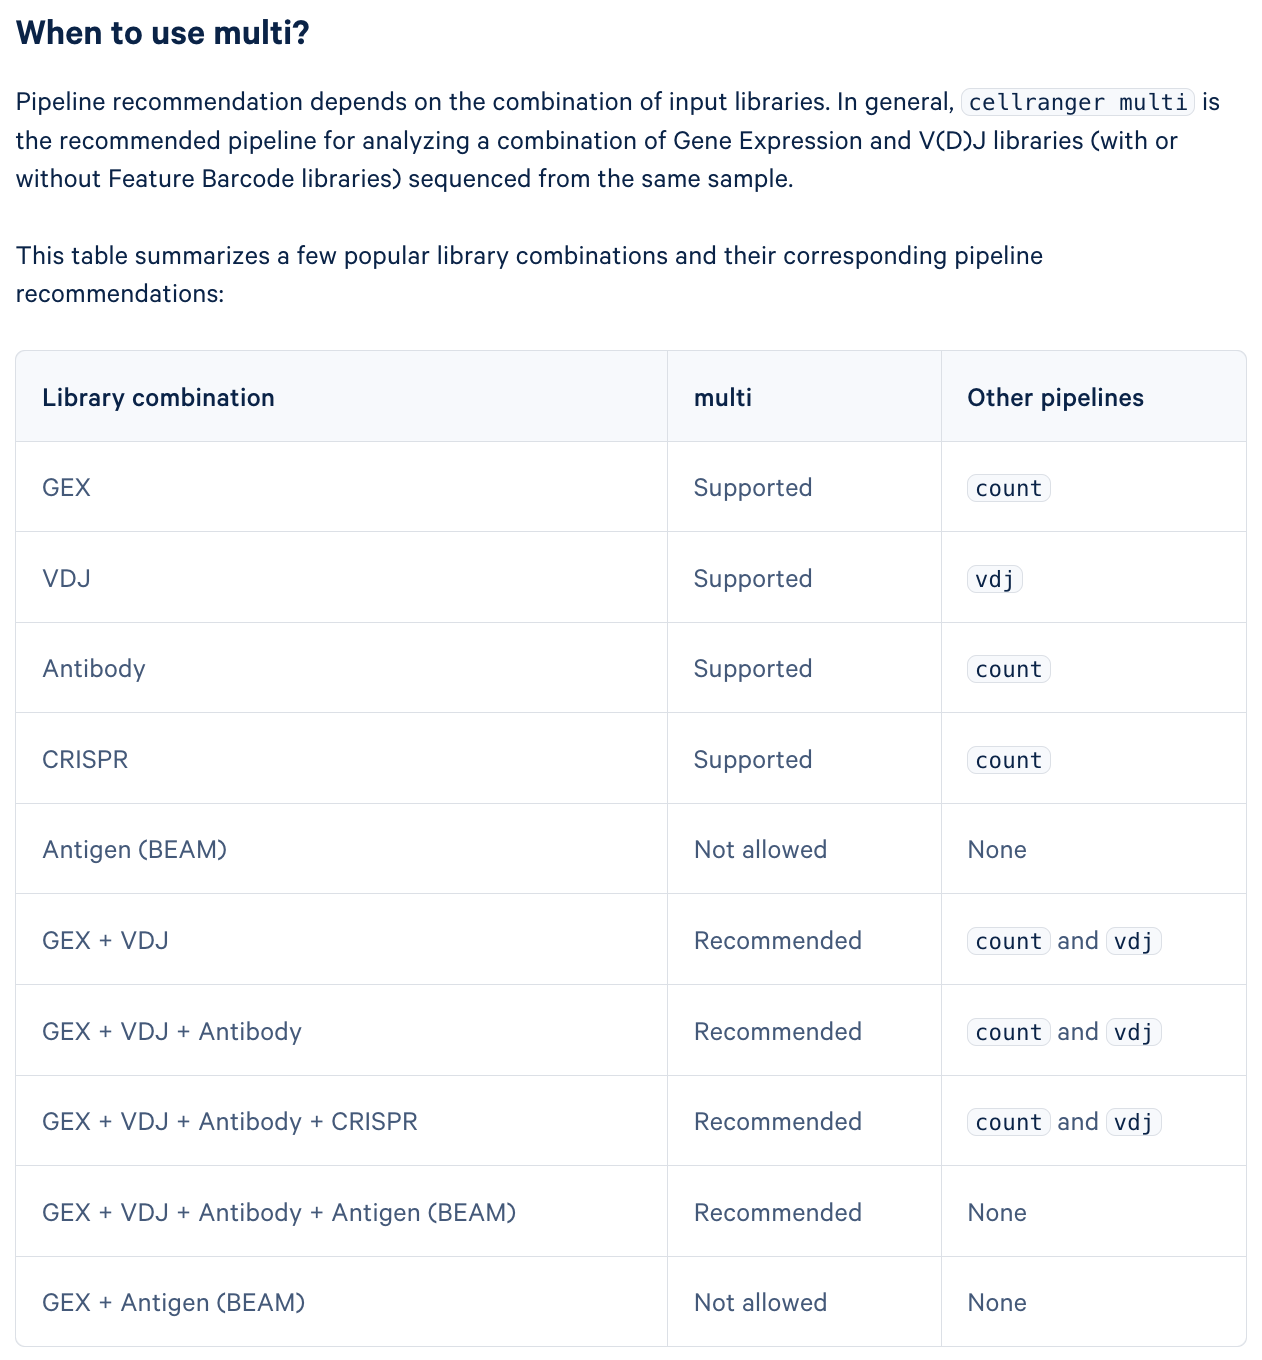 When to use multi?
Pipeline recommendation depends on the combination of input libraries. In general, cellranger multi is
the recommended pipeline for analyzing a combination of Gene Expression and V(D)J libraries (with or
without Feature Barcode libraries) sequenced from the same sample.
This table summarizes a few popular library combinations and their corresponding pipeline
recommendations:
Library combination multi Other pipelines
GEX Supported count
VDJ Supported vdj
Antibody Supported count
CRISPR Supported count
Antigen (BEAM) Not allowed None
GEX + VDJ Recommended count and vdj
GEX + VDJ + Antibody Recommended count and vdj
GEX + VDJ + Antibody + CRISPR Recommended count and vdj
GEX + VDJ + Antibody + Antigen (BEAM) Recommended None
GEX + Antigen (BEAM) Not allowed None